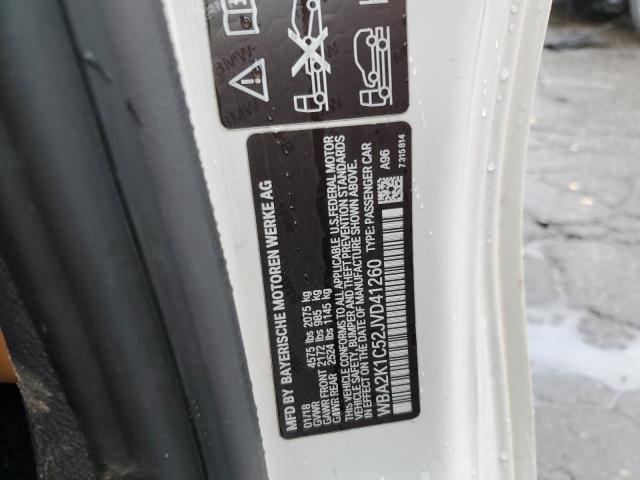 MFD BY BAYERISCHE MOTOREN WERKE AG
01/18
GVWR 4575 lbs 2075 kg
GAWR FRONT 2172 lbs 985 kg
GAWR REAR 2524 lbs 1145 kg
THIS VEHICLE CONFORMS TO ALL APPLICABLE U.S.FEDERAL MOTOR
VEHICLE SAFETY, BUMPER AND THEFT PREVENTION STANDARDS
IN EFFECT ON THE DATE OF MANUFACTURE SHOWN ABOVE.
WBA2K1C52JVD41260 TYPE: PASSENGER CAR
A96
7315814